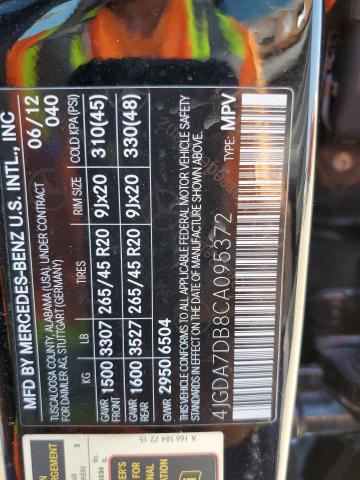 MFD BY MERCEDES-BENZ U.S. INTL., INC
TUSCALOOSA COUNTY, ALABAMA (USA), UNDER CONTRACT 06/12
FOR DAIMLER AG, STUTTGART (GERMANY) 040
KG LB TIRES RIM SIZE COLD KPA (PSI)
GAWR FRONT 1500 3307 265/45 R20 9Jx20 310(45)
GAWR REAR 1600 3527 265/45 R20 9Jx20 330(48)
GVWR 2950 6504
THIS VEHICLE CONFORMS TO ALL APPLICABLE FEDERAL MOTOR VEHICLE SAFETY
STANDARDS IN EFFECT ON THE DATE OF MANUFACTURE SHOWN ABOVE.
4JGDA7DB8CA095372 TYPE: MPV
A 166 584 72 15